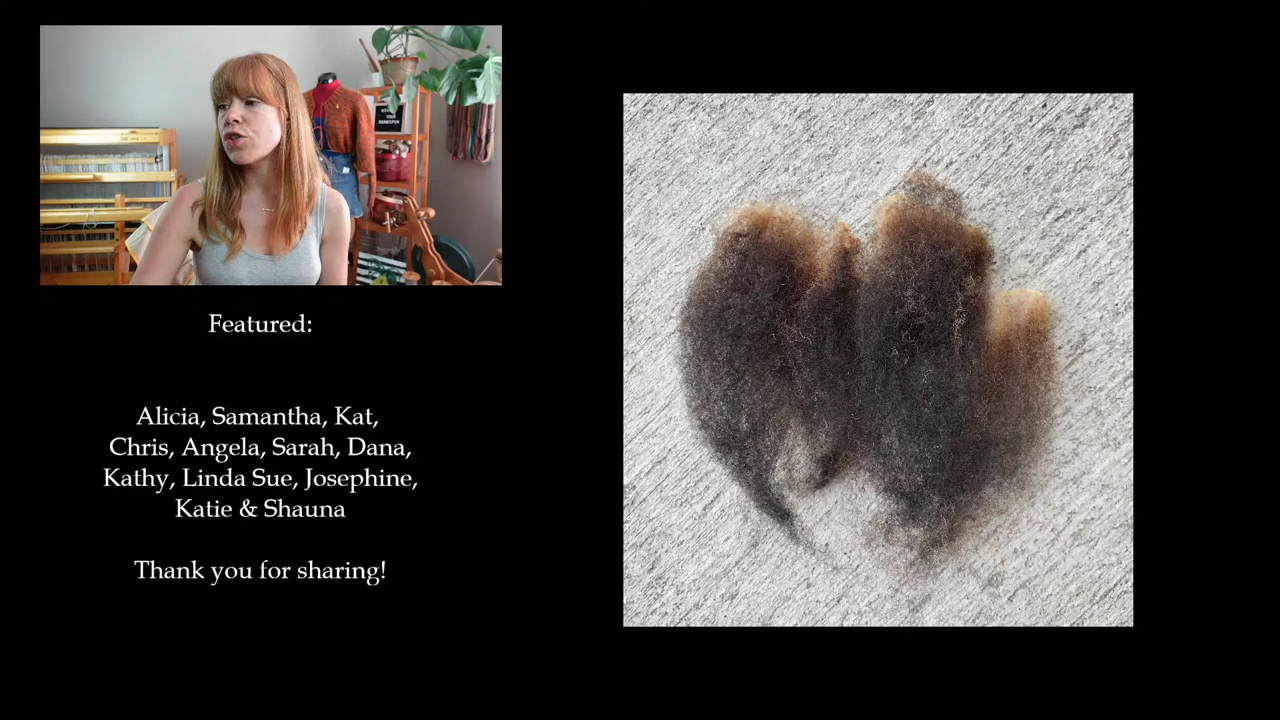 Featured:
Alicia, Samantha, Kat,
Chris, Angela, Sarah, Dana,
Kathy, Linda Sue, Josephine,
Katie & Shauna
Thank you for sharing!